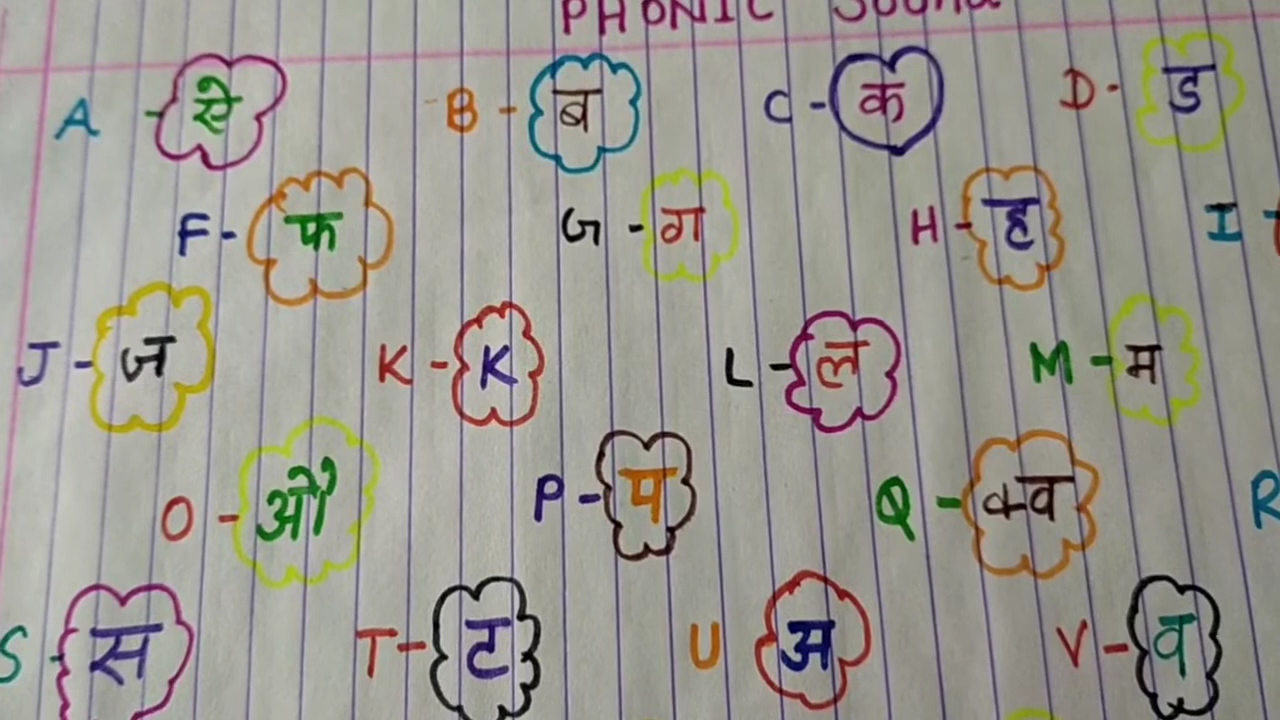 PHONIC Sound
A - ऐ B - ब C - क D - ड
F - फ G - ग H - ह I -
J - ज K - K L - ल M - म
O - ओ P - प Q - क्व R
S - स T - ट U अ V - व